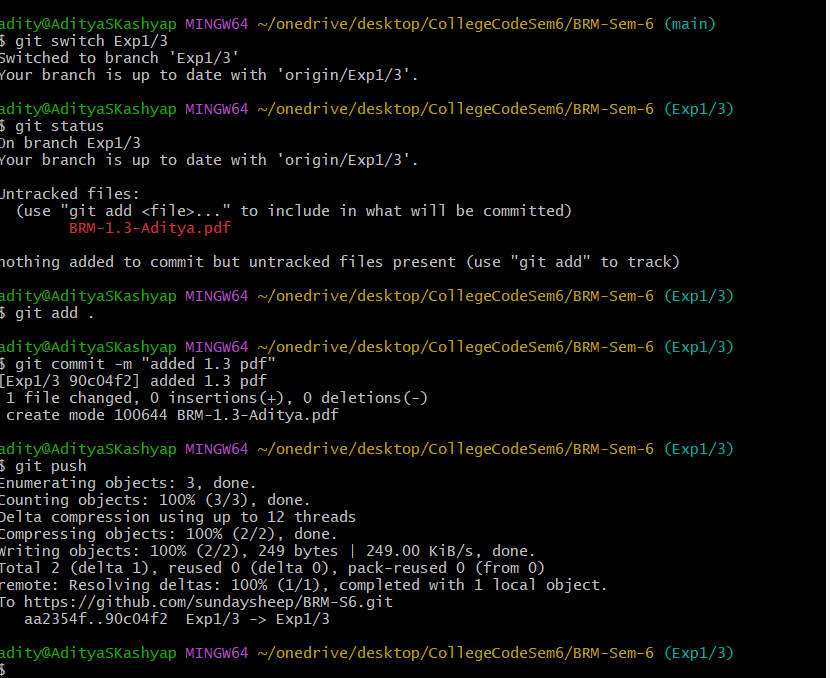 adity@AdityaSKashyap MINGW64 ~/onedrive/desktop/CollegeCodeSem6/BRM-Sem-6 (main)
$ git switch Exp1/3
Switched to branch 'Exp1/3'
Your branch is up to date with 'origin/Exp1/3'.
adity@AdityaSKashyap MINGW64 ~/onedrive/desktop/CollegeCodeSem6/BRM-Sem-6 (Exp1/3)
$ git status
On branch Exp1/3
Your branch is up to date with 'origin/Exp1/3'.
Untracked files:
(use "git add <file>..." to include in what will be committed)
BRM-1.3-Aditya.pdf
nothing added to commit but untracked files present (use "git add" to track)
adity@AdityaSKashyap MINGW64 ~/onedrive/desktop/CollegeCodeSem6/BRM-Sem-6 (Exp1/3)
$ git add .
adity@AdityaSKashyap MINGW64 ~/onedrive/desktop/CollegeCodeSem6/BRM-Sem-6 (Exp1/3)
$ git commit -m "added 1.3 pdf"
[Exp1/3 90c04f2] added 1.3 pdf
1 file changed, 0 insertions(+), 0 deletions(-)
create mode 100644 BRM-1.3-Aditya.pdf
adity@AdityaSKashyap MINGW64 ~/onedrive/desktop/CollegeCodeSem6/BRM-Sem-6 (Exp1/3)
$ git push
Enumerating objects: 3, done.
Counting objects: 100% (3/3), done.
Delta compression using up to 12 threads
Compressing objects: 100% (2/2), done.
Writing objects: 100% (2/2), 249 bytes | 249.00 KiB/s, done.
Total 2 (delta 1), reused 0 (delta 0), pack-reused 0 (from 0)
remote: Resolving deltas: 100% (1/1), completed with 1 local object.
To https://github.com/sundaysheep/BRM-S6.git
aa2354f..90c04f2 Exp1/3 -> Exp1/3
adity@AdityaSKashyap MINGW64 ~/onedrive/desktop/CollegeCodeSem6/BRM-Sem-6 (Exp1/3)
$